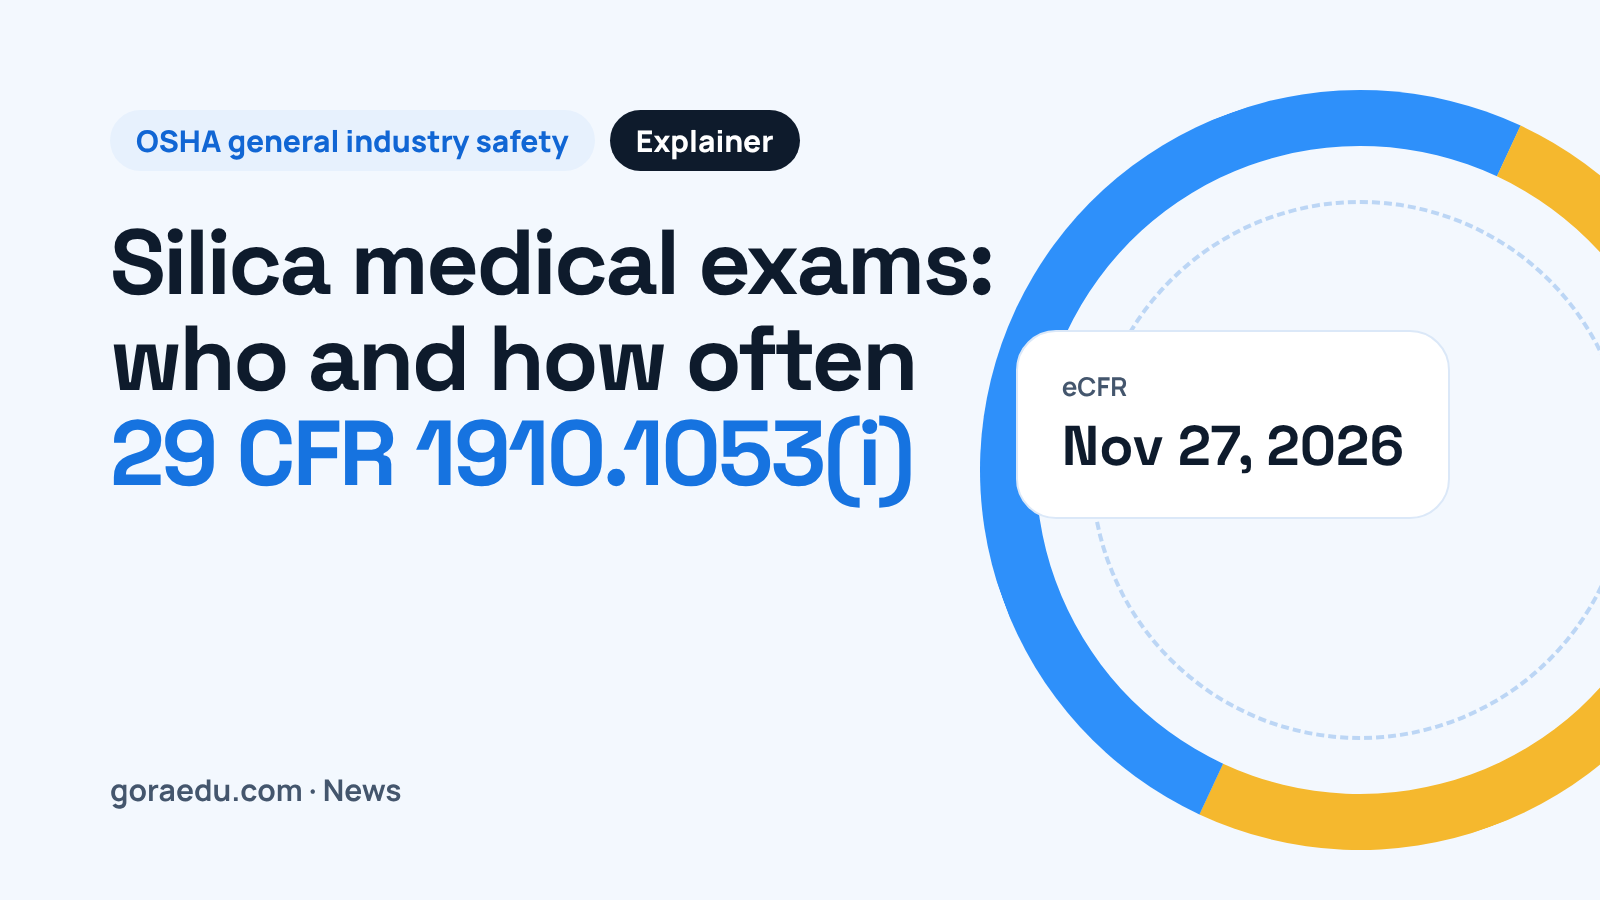 OSHA general industry safety
Explainer
Silica medical exams:
who and how often
29 CFR 1910.1053(i)
eCFR
Nov 27, 2026
goraedu.com · News